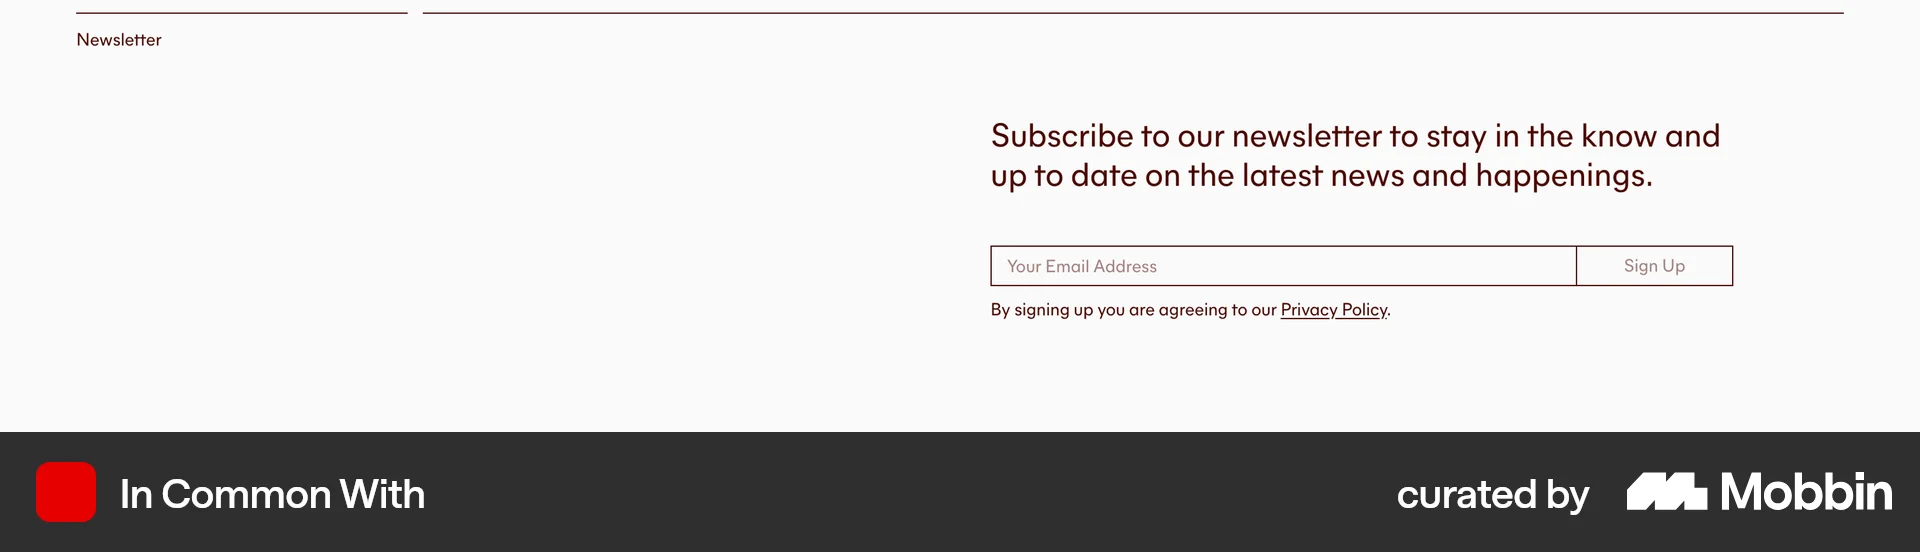 Newsletter
Subscribe to our newsletter to stay in the know and
up to date on the latest news and happenings.
Your Email Address
Sign Up
By signing up you are agreeing to our Privacy Policy.
In Common With
curated by Mobbin